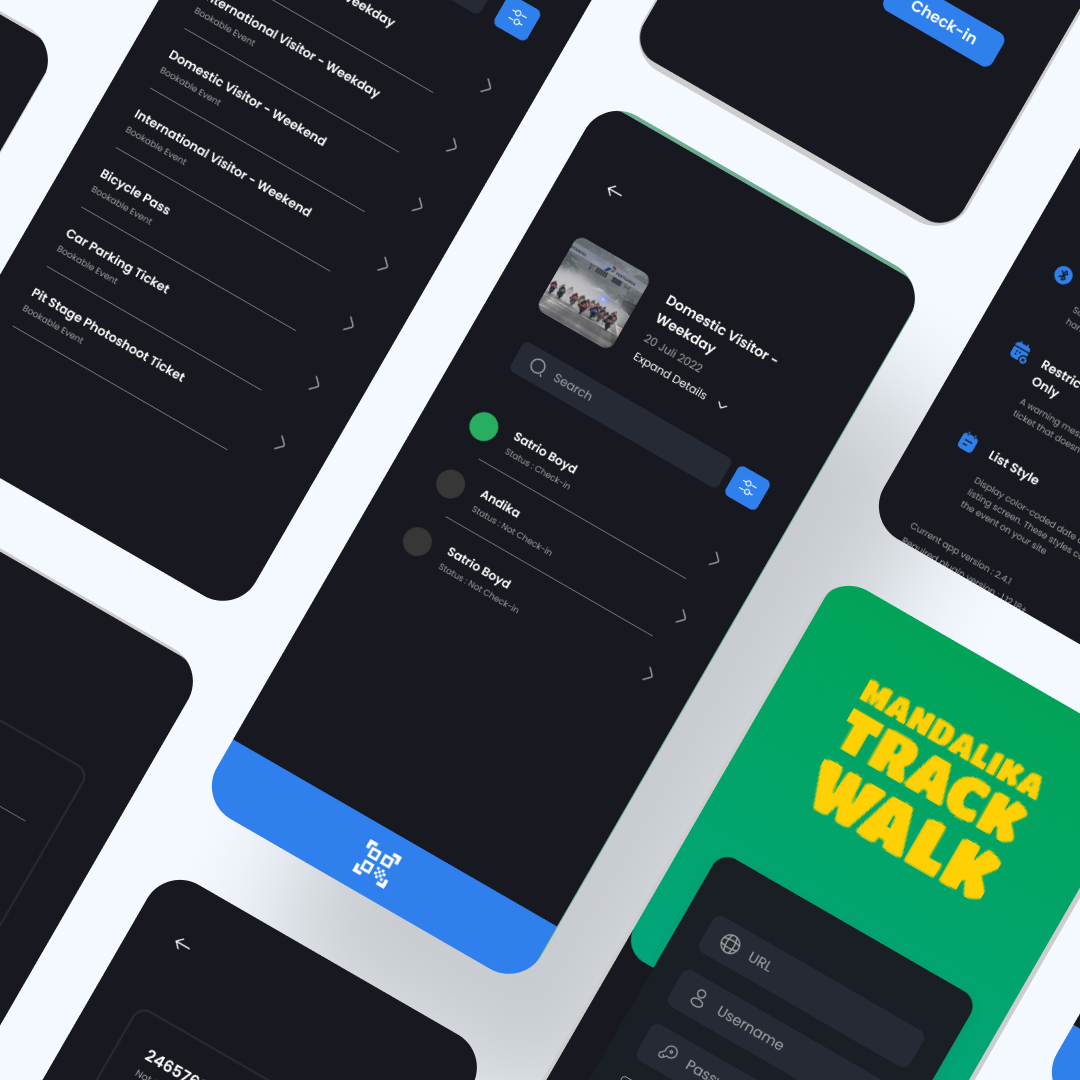 Weekday
International Visitor - Weekday
Bookable Event
Domestic Visitor - Weekend
Bookable Event
International Visitor - Weekend
Bookable Event
Bicycle Pass
Bookable Event
Car Parking Ticket
Bookable Event
Pit Stage Photoshoot Ticket
Bookable Event
Check-in
Domestic Visitor -
Weekday
20 Juli 2022
Expand Details
Search
Satrio Boyd
Status : Check-in
Andika
Status : Not Check-in
Satrio Boyd
Status : Not Check-in
Only
A warning
ticket that
List Style
Display color-coded date
listing screen. These styles
the event on your site
Current app version : 2.4.1
Required plugin version : 1.12.18+
MANDALIKA
TRACK
WALK
URL
Username
24657